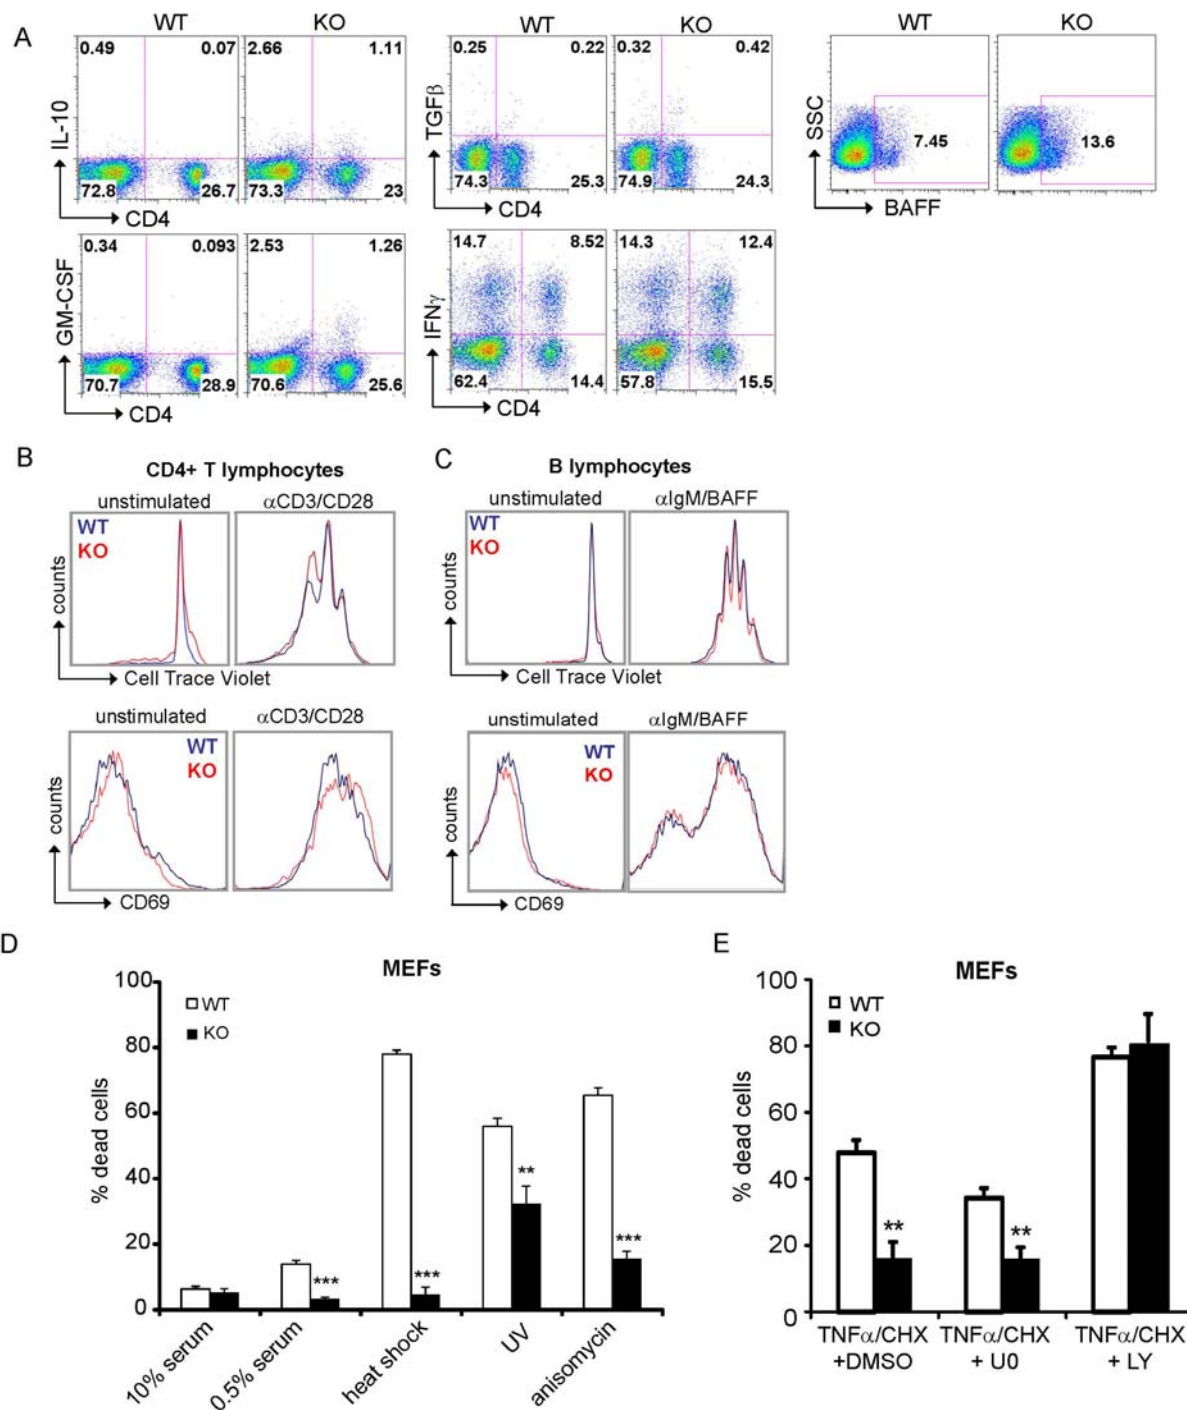 A
WT KO
IL-10
0.49 0.07
72.8 26.7
2.66 1.11
73.3 23
CD4
WT KO
TGFβ
0.25 0.22
74.3 25.3
0.32 0.42
74.9 24.3
CD4
WT KO
SSC
7.45
13.6
BAFF
GM-CSF
0.34 0.093
70.7 28.9
2.53 1.26
70.6 25.6
CD4
IFNγ
14.7 8.52
62.4 14.4
14.3 12.4
57.8 15.5
CD4
B
CD4+ T lymphocytes
unstimulated αCD3/CD28
WT
KO
counts
Cell Trace Violet
unstimulated αCD3/CD28
WT
KO
counts
CD69
C
B lymphocytes
unstimulated αIgM/BAFF
WT
KO
counts
Cell Trace Violet
unstimulated αIgM/BAFF
WT
KO
counts
CD69
D
MEFs
WT
KO
% dead cells
100
80
60
40
20
0
***
***
**
***
10% serum
0.5% serum
heat shock
UV
anisomycin
E
MEFs
WT
KO
% dead cells
100
80
60
40
20
0
**
**
TNFα/CHX
+DMSO
TNFα/CHX
+ U0
TNFα/CHX
+ LY